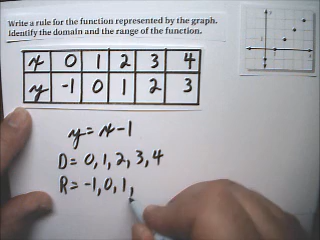 Write a rule for the function represented by the graph.
Identify the domain and the range of the function.
x 0 1 2 3 4
y -1 0 1 2 3
y = x - 1
D = 0, 1, 2, 3, 4
R = -1, 0, 1,